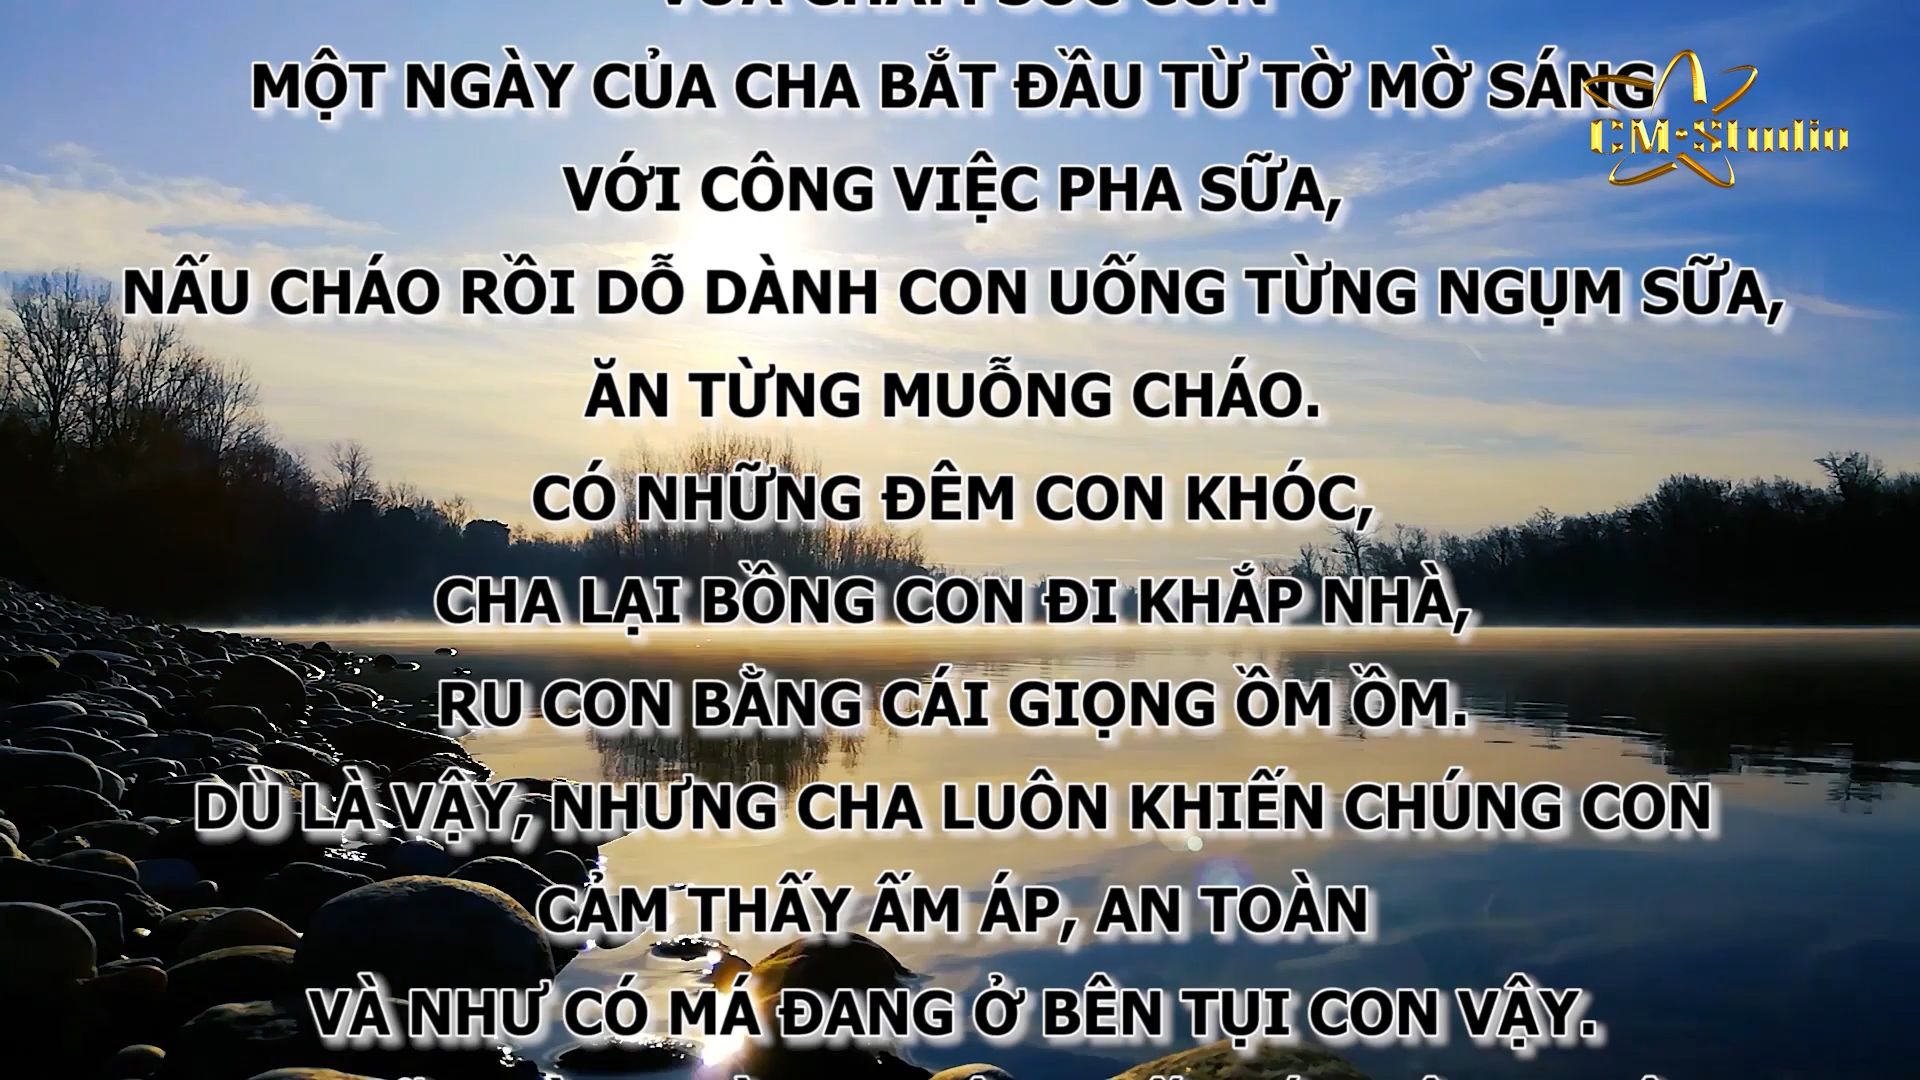 MỘT NGÀY CỦA CHA BẮT ĐẦU TỪ TỜ MỜ SÁNG
CM-Studio
VỚI CÔNG VIỆC PHA SỮA,
NẤU CHÁO RỒI DỖ DÀNH CON UỐNG TỪNG NGỤM SỮA,
ĂN TỪNG MUỖNG CHÁO.
CÓ NHỮNG ĐÊM CON KHÓC,
CHA LẠI BỒNG CON ĐI KHẮP NHÀ,
RU CON BẰNG CÁI GIỌNG ỒM ỒM.
DÙ LÀ VẬY, NHƯNG CHA LUÔN KHIẾN CHÚNG CON
CẢM THẤY ẤM ÁP, AN TOÀN
VÀ NHƯ CÓ MÁ ĐANG Ở BÊN TỤI CON VẬY.